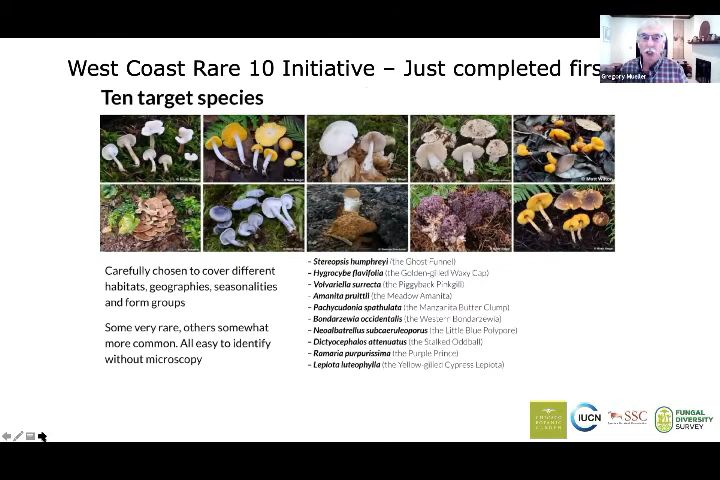 West Coast Rare 10 Initiative – Just completed firs
Gregory Mueller
Ten target species
Carefully chosen to cover different
habitats, geographies, seasonalities
and form groups
Some very rare, others somewhat
more common. All easy to identify
without microscopy
– Stereopsis humphreyi (the Ghost Funnel)
– Hygrocybe flavifolia (the Golden-gilled Waxy Cap)
– Volvariella surrecta (the Piggyback Pinkgill)
– Amanita pruittii (the Meadow Amanita)
– Pachycudonia spathulata (the Manzanita Butter Clump)
– Bondarzewia occidentalis (the Western Bondarzewia)
– Neoalbatrellus subcaeruleoporus (the Little Blue Polypore)
– Dictyocephalos attenuatus (the Stalked Oddball)
– Ramaria purpurissima (the Purple Prince)
– Lepiota luteophylla (the Yellow-gilled Cypress Lepiota)
CHICAGO
BOTANIC
GARDEN
IUCN
SSC
FUNGAL
DIVERSITY
SURVEY